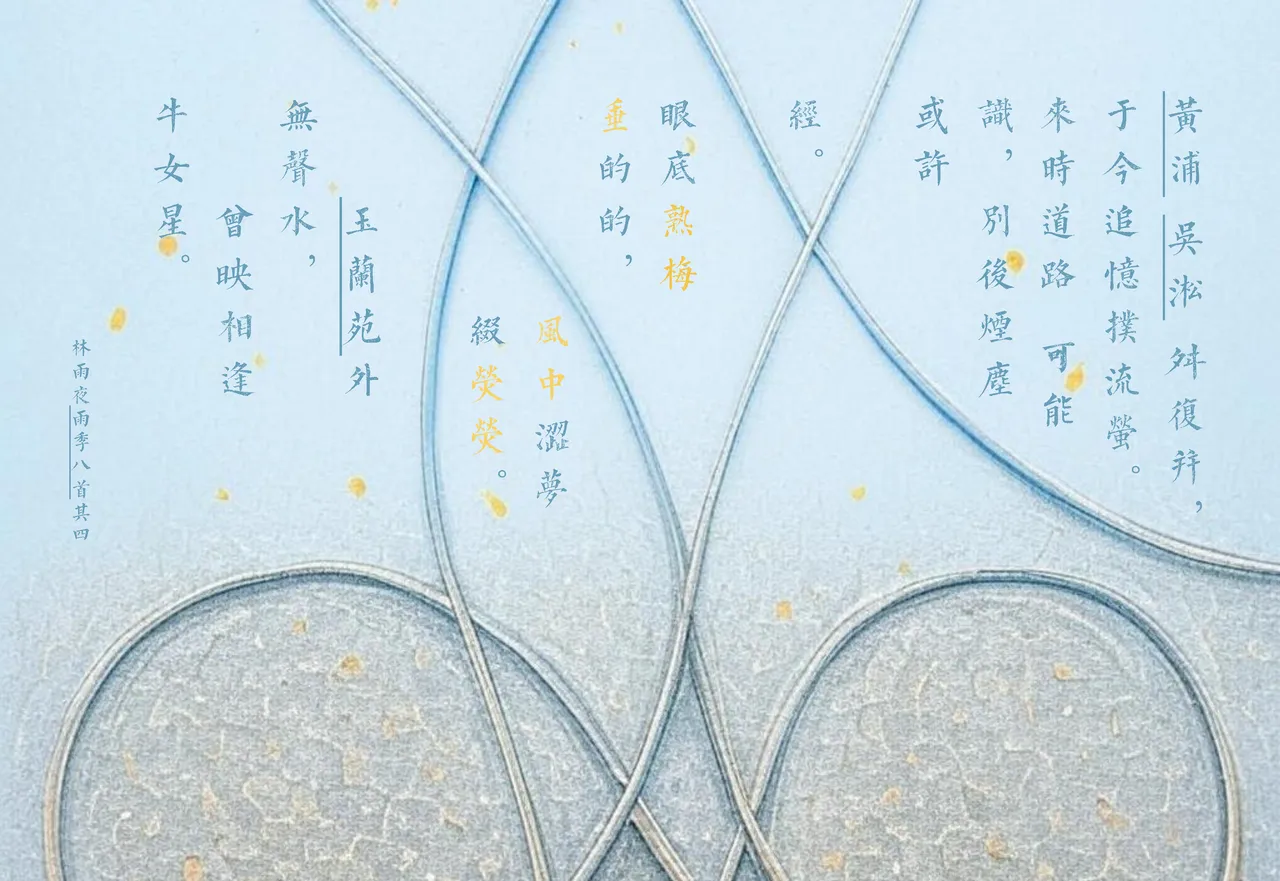 黃浦 吳淞 舛復辝，
于今追憶撲流螢。
來時道路 可能
識，別後煙塵
或許
經。
眼底熟梅
垂的的，
風中澀夢
綴熒熒。
玉蘭苑外
無聲水，
曾映相逢
牛女星。
林雨夜雨季八首其四